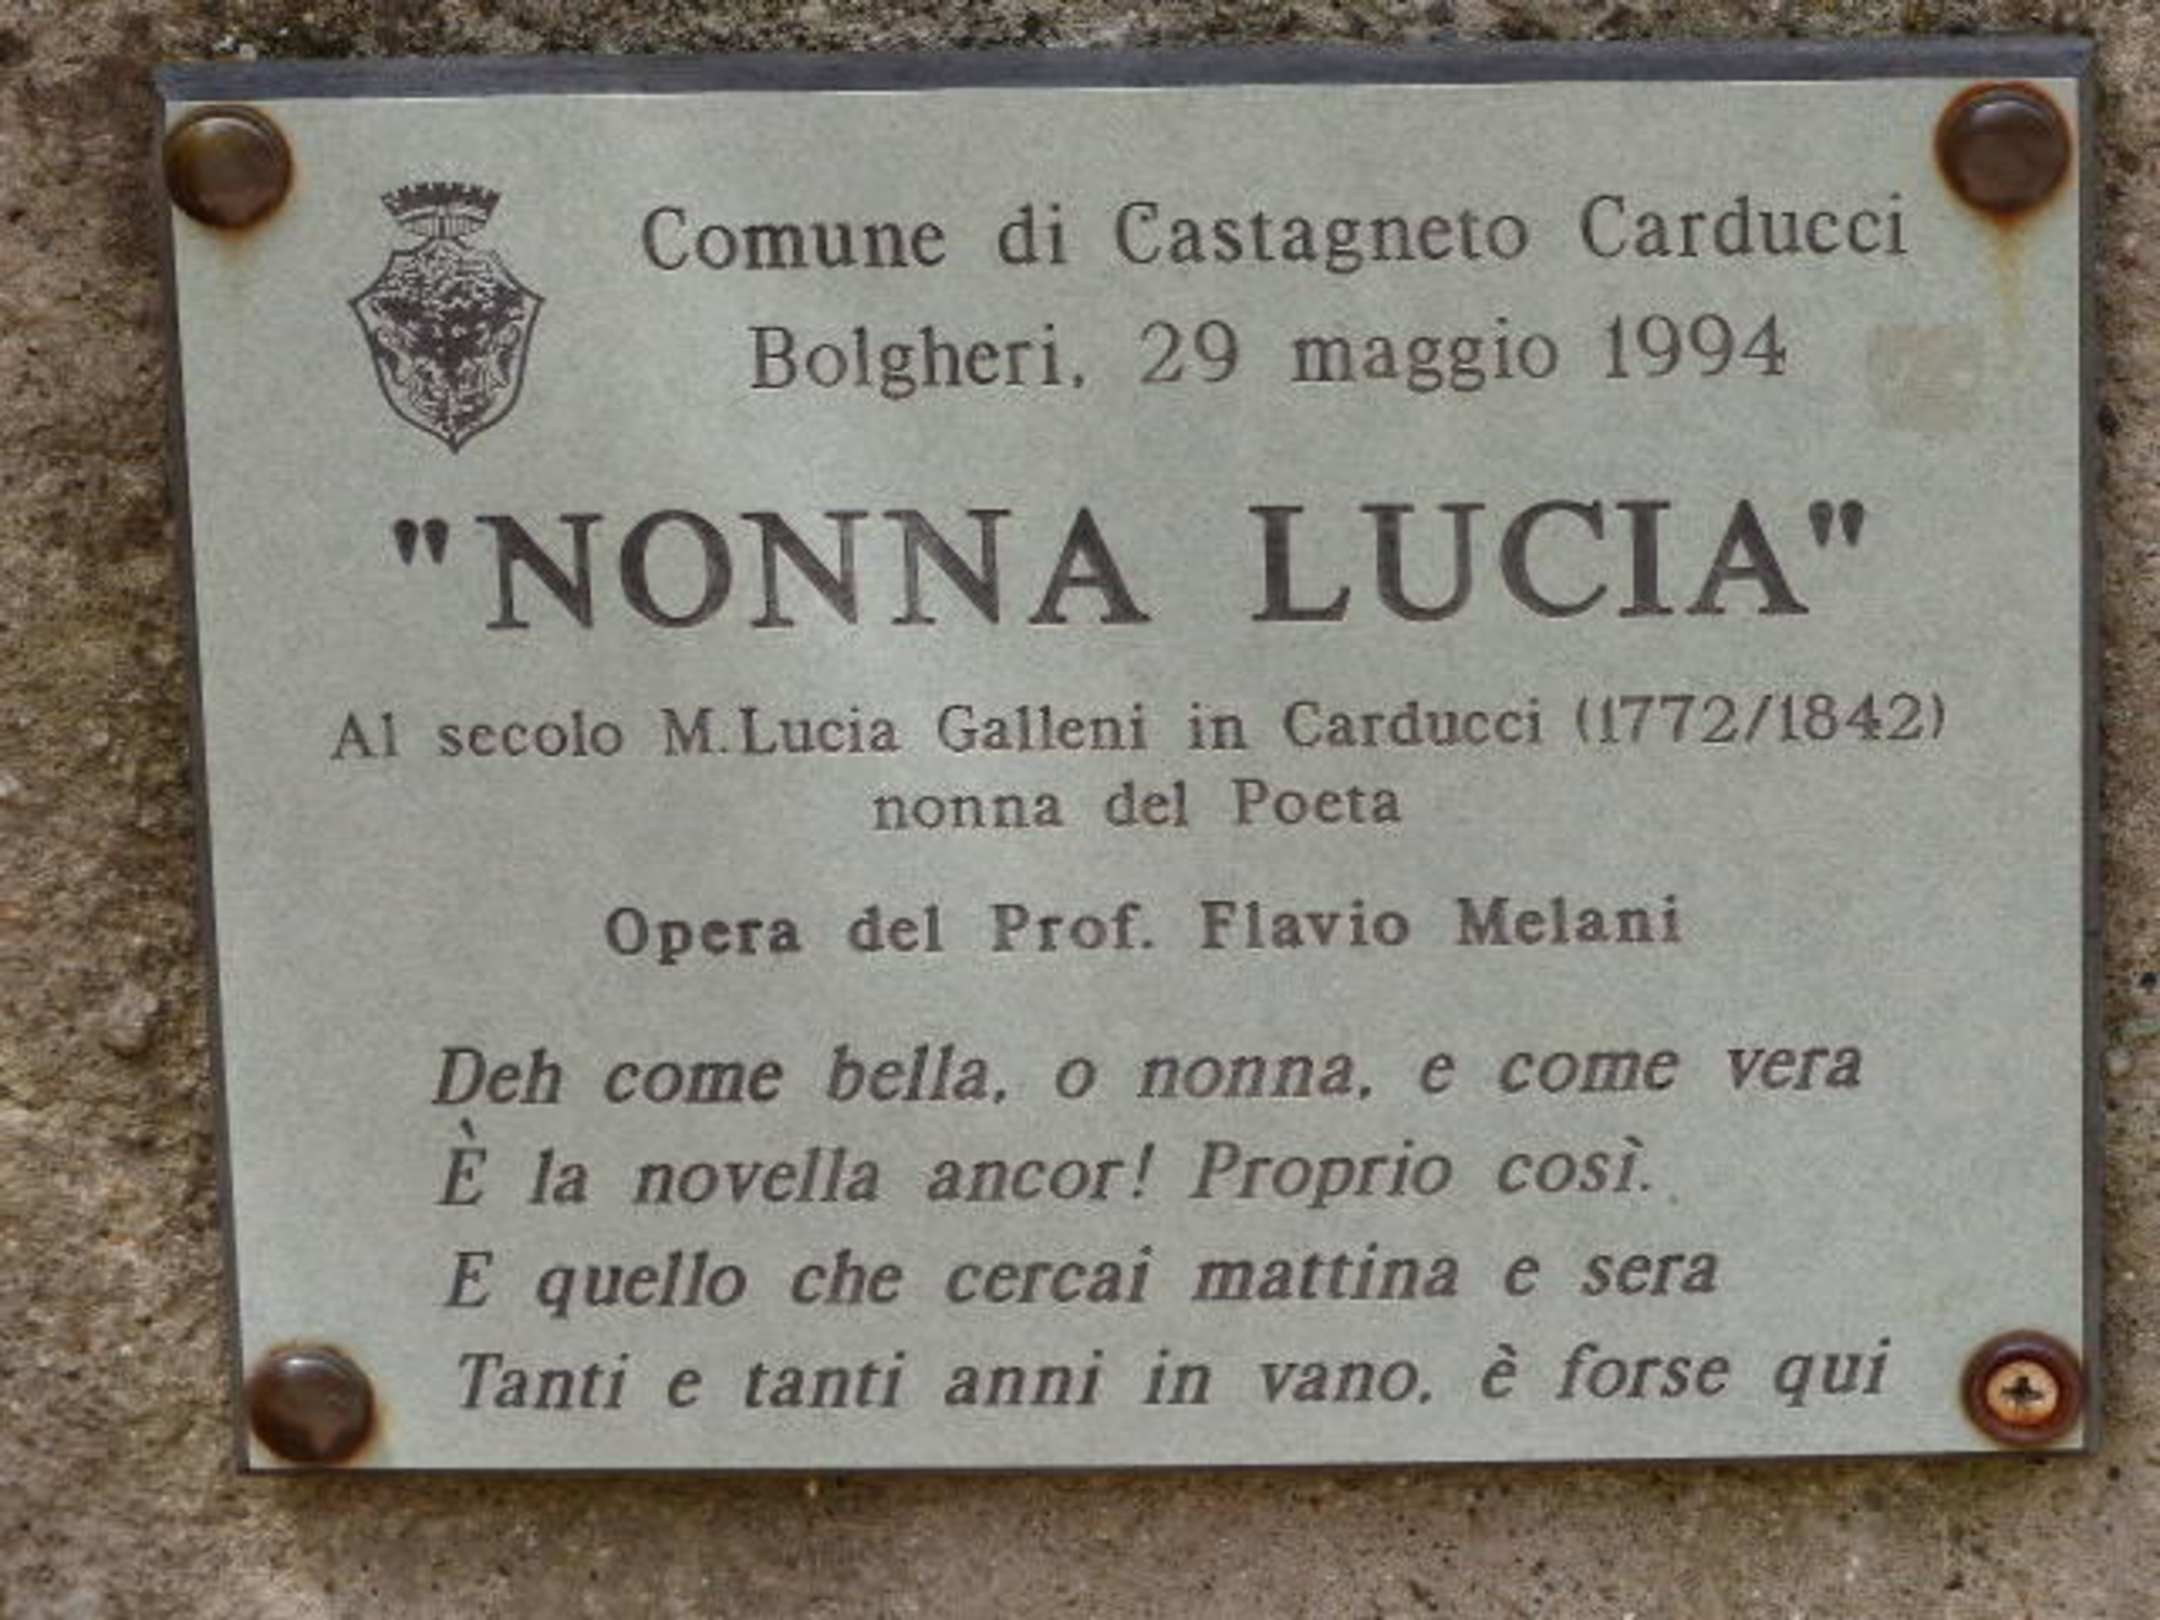 Comune di Castagneto Carducci
Bolgheri, 29 maggio 1994
"NONNA LUCIA"
Al secolo M.Lucia Galleni in Carducci (1772/1842)
nonna del Poeta
Opera del Prof. Flavio Melani
Deh come bella, o nonna, e come vera
È la novella ancor! Proprio così.
E quello che cercai mattina e sera
Tanti e tanti anni in vano, è forse qui